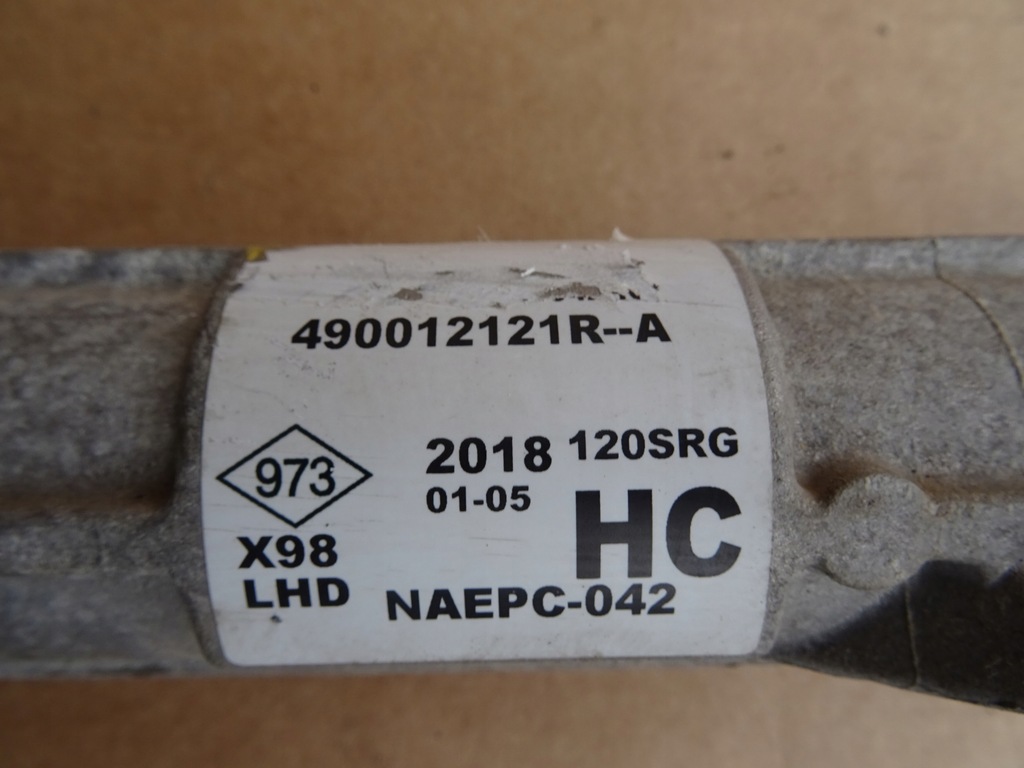 490012121R--A
973
2018 120SRG
01-05
HC
X98
LHD
NAEPC-042